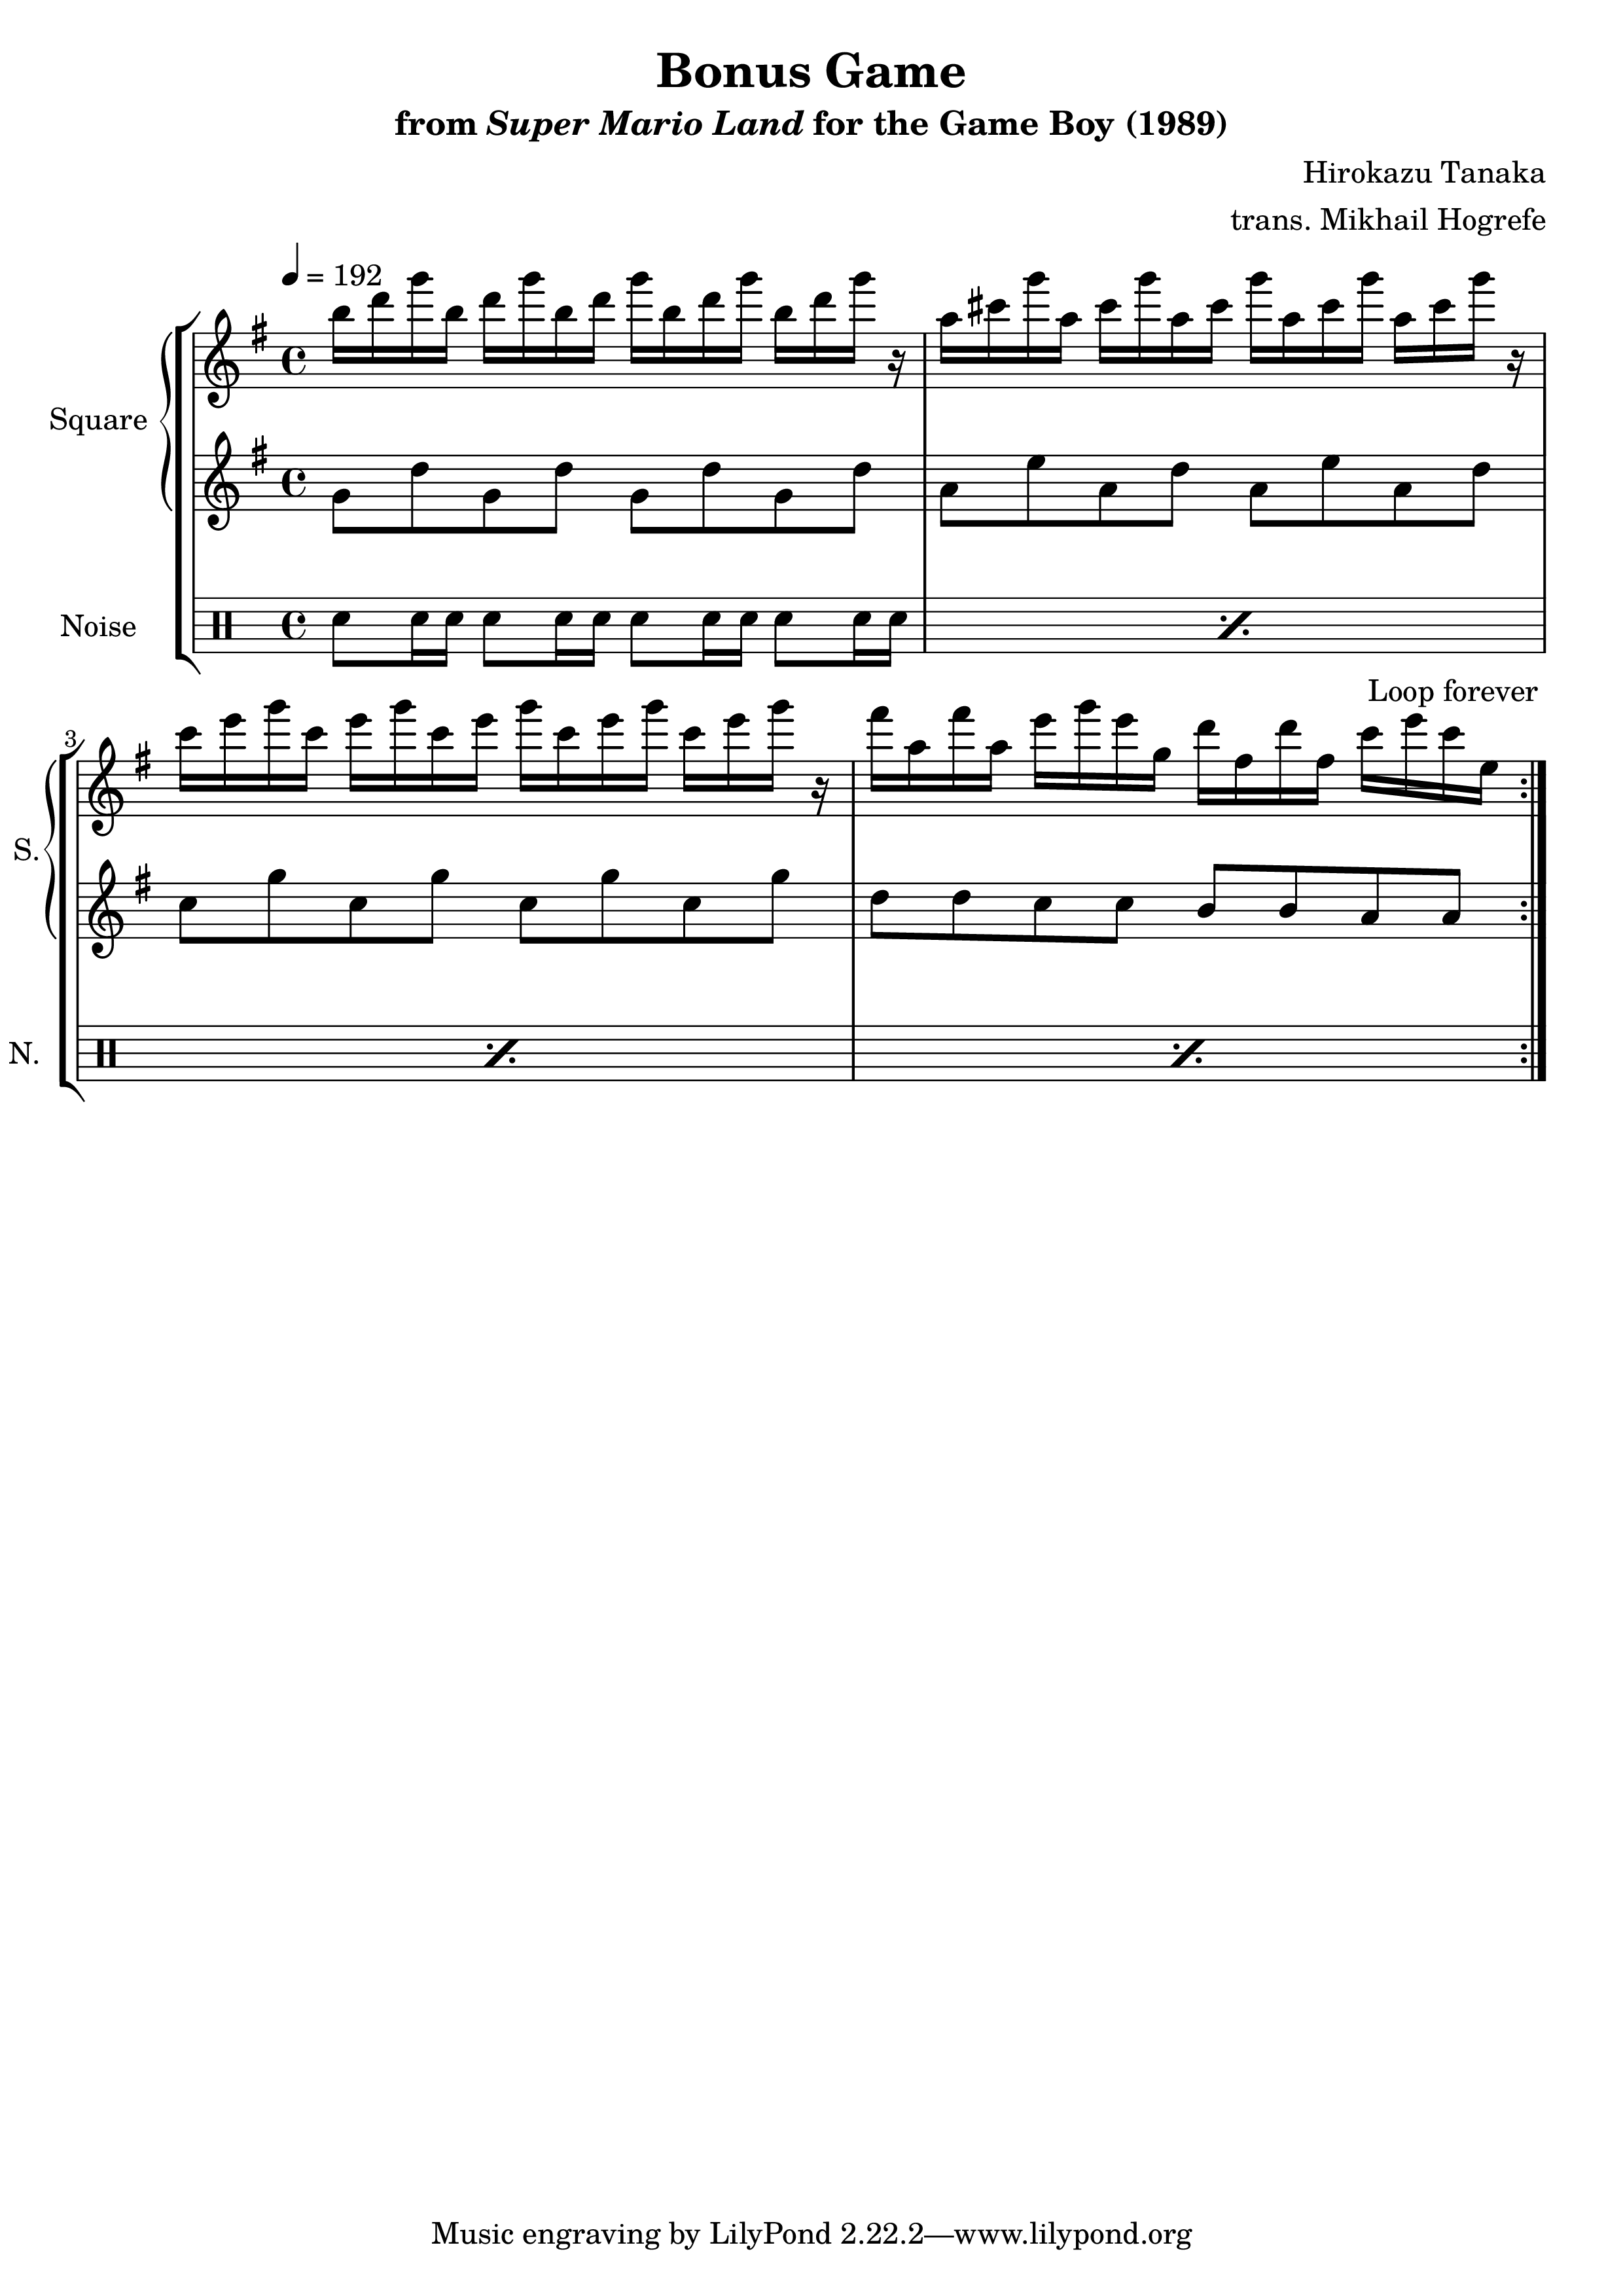 Bonus Game
from Super Mario Land for the Game Boy (1989)
Hirokazu Tanaka
trans. Mikhail Hogrefe
= 192
Square
Noise
Loop forever
3
S.
N.
Music engraving by LilyPond 2.22.2—www.lilypond.org